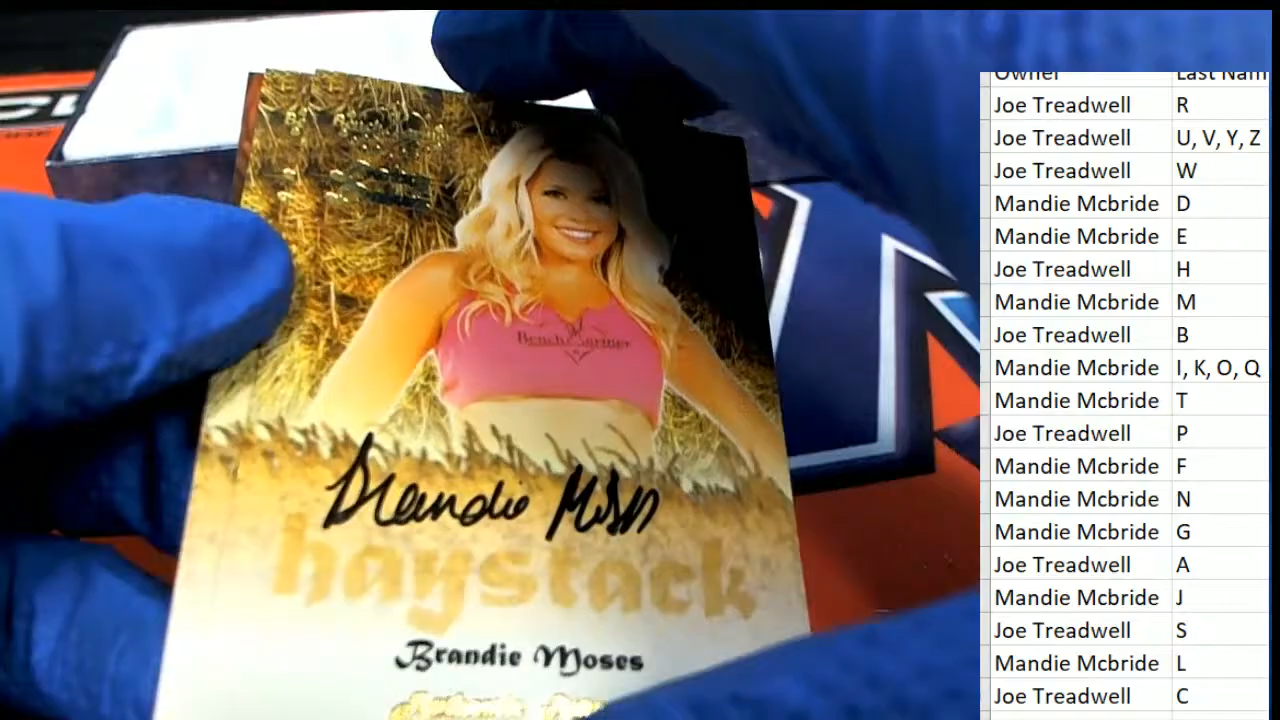 Brandie Moses
haystack
Brandie Moses
Owner Last Nam
Joe Treadwell R
Joe Treadwell U, V, Y, Z
Joe Treadwell W
Mandie Mcbride D
Mandie Mcbride E
Joe Treadwell H
Mandie Mcbride M
Joe Treadwell B
Mandie Mcbride I, K, O, Q
Mandie Mcbride T
Joe Treadwell P
Mandie Mcbride F
Mandie Mcbride N
Mandie Mcbride G
Joe Treadwell A
Mandie Mcbride J
Joe Treadwell S
Mandie Mcbride L
Joe Treadwell C